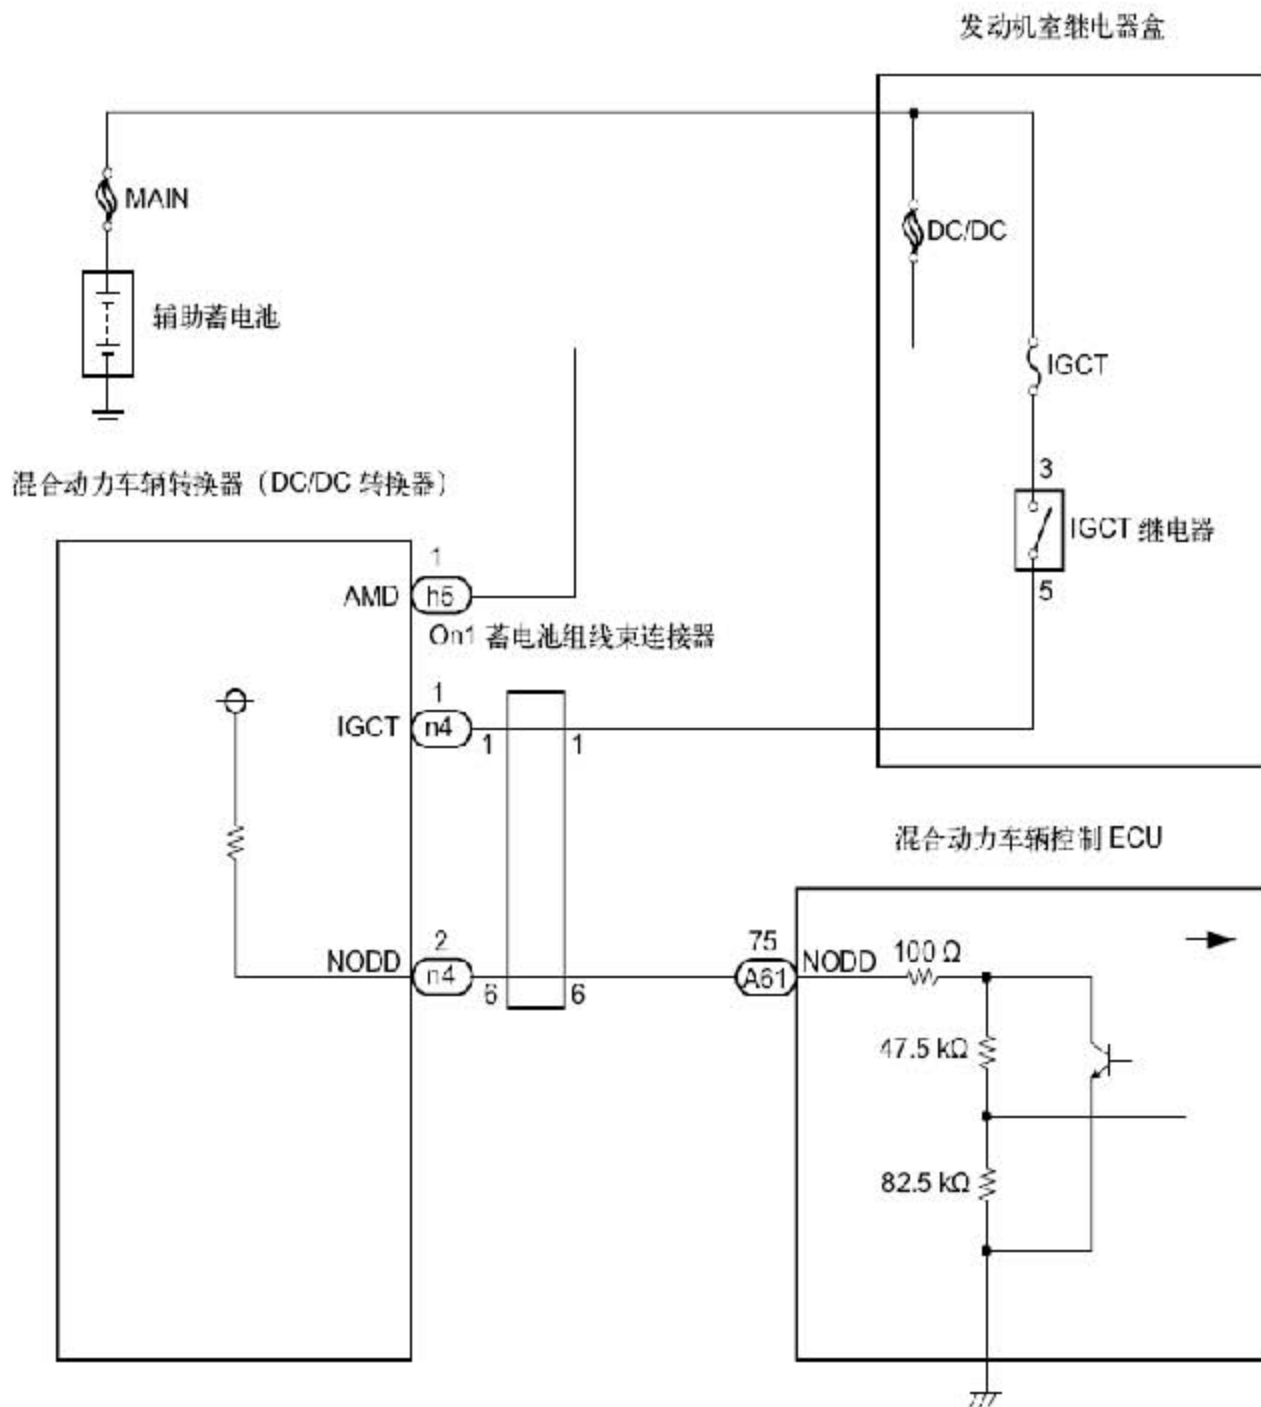 发动机室继电器盒
MAIN
DC/DC
辅助蓄电池
IGCT
混合动力车辆转换器（DC/DC 转换器）
3
IGCT 继电器
5
1
AMD
h5
On1 蓄电池组线束连接器
1
IGCT
n4
1
1
混合动力车辆控制 ECU
2
NODD
n4
6
6
75
A61
NODD
100 Ω
47.5 kΩ
82.5 kΩ